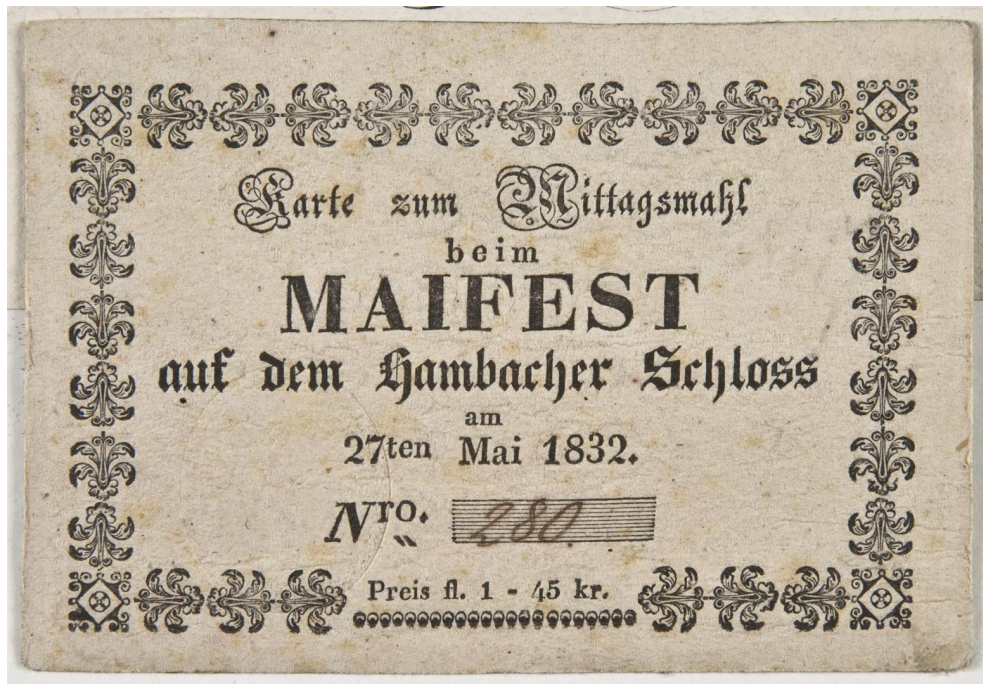 Karte zum Mittagsmahl
beim
MAIFEST
auf dem Hambacher Schloss
am
27ten Mai 1832.
Nro. 280.
Preis fl. 1 - 45 kr.